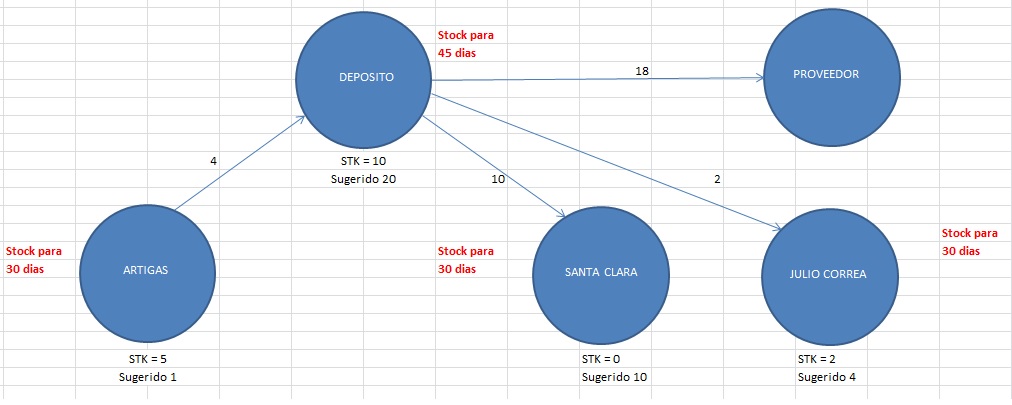 Stock para
45 dias
DEPOSITO
18
PROVEEDOR
4
STK = 10
Sugerido 20
10
2
Stock para
30 dias
ARTIGAS
Stock para
30 dias
SANTA CLARA
JULIO CORREA
Stock para
30 dias
STK = 5
Sugerido 1
STK = 0
Sugerido 10
STK = 2
Sugerido 4